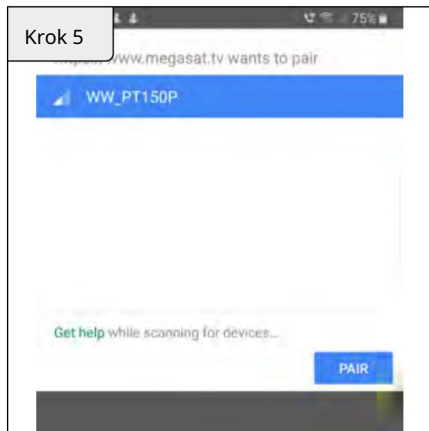 Krok 5
75%
www.megasat.tv wants to pair
WW_PT150P
Get help while scanning for devices...
PAIR